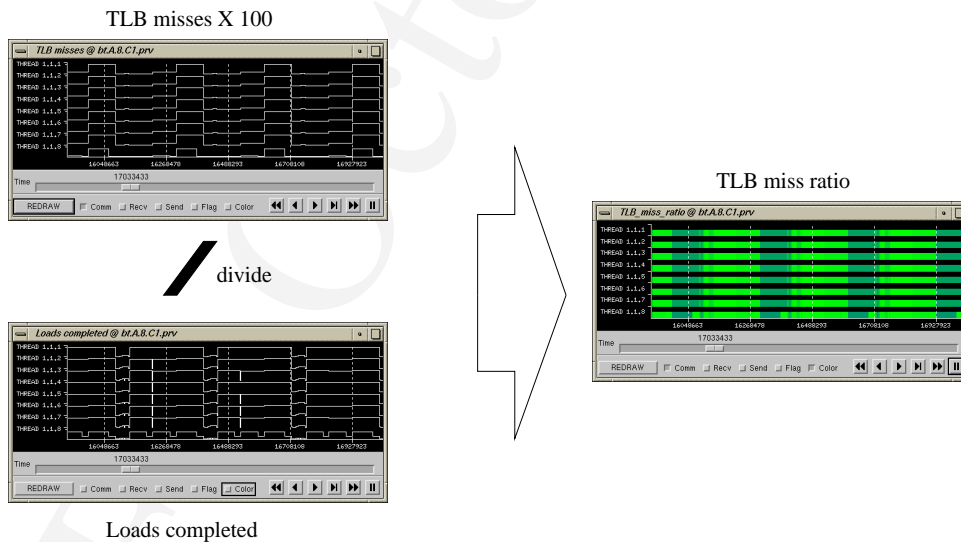 TLB misses X 100
TLB misses @ bt.A.8.C1.prv
THREAD 1.1.1
THREAD 1.1.2
THREAD 1.1.3
THREAD 1.1.4
THREAD 1.1.5
THREAD 1.1.6
THREAD 1.1.7
THREAD 1.1.8
16048663 16268478 16488293 16708108 16927923
Time 17033433
REDRAW Comm Recv Send Flag Color
divide
Loads completed @ bt.A.8.C1.prv
THREAD 1.1.1
THREAD 1.1.2
THREAD 1.1.3
THREAD 1.1.4
THREAD 1.1.5
THREAD 1.1.6
THREAD 1.1.7
THREAD 1.1.8
16048663 16268478 16488293 16708108 16927923
Time 17033433
REDRAW Comm Recv Send Flag Color
Loads completed
TLB miss ratio
TLB_miss_ratio @ bt.A.8.C1.prv
THREAD 1.1.1
THREAD 1.1.2
THREAD 1.1.3
THREAD 1.1.4
THREAD 1.1.5
THREAD 1.1.6
THREAD 1.1.7
THREAD 1.1.8
16048663 16268478 16488293 16708108 16927923
Time 17033433
REDRAW Comm Recv Send Flag Color